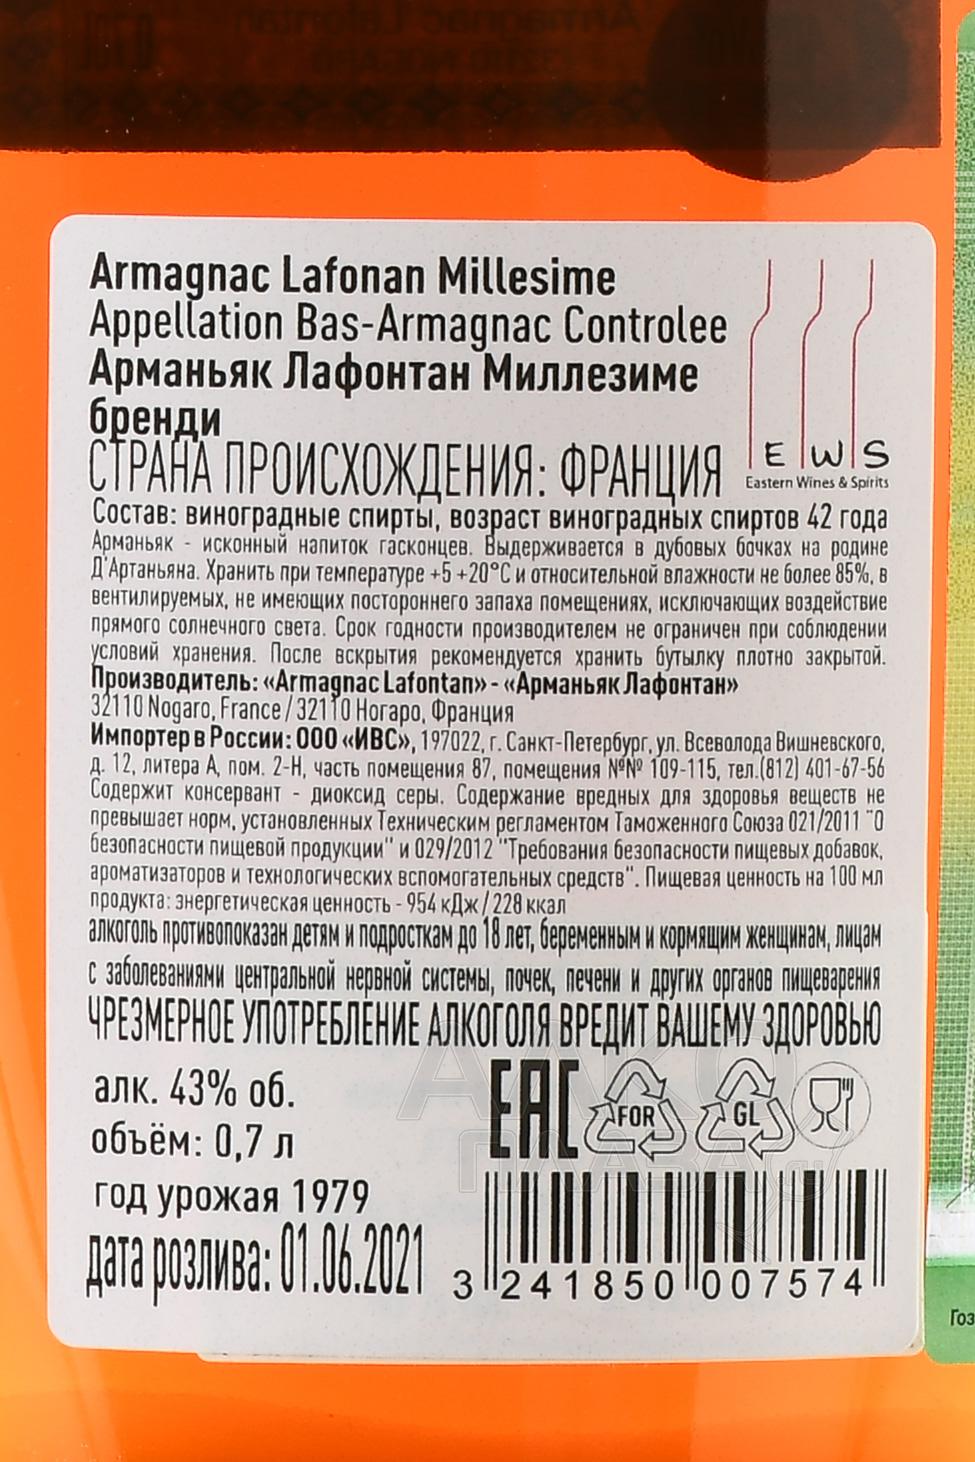 Armagnac Lafonan Millesime
Appellation Bas-Armagnac Controlee
Арманьяк Лафонтан Миллезиме
бренди
СТРАНА ПРОИСХОЖДЕНИЯ: ФРАНЦИЯ
E W S
Eastern Wines & Spirits
Состав: виноградные спирты, возраст виноградных спиртов 42 года
Арманьяк - исконный напиток гасконцев. Выдерживается в дубовых бочках на родине
Д'Артаньяна. Хранить при температуре +5 +20°С и относительной влажности не более 85%, в
вентилируемых, не имеющих постороннего запаха помещениях, исключающих воздействие
прямого солнечного света. Срок годности производителем не ограничен при соблюдении
условий хранения. После вскрытия рекомендуется хранить бутылку плотно закрытой.
Производитель: «Armagnac Lafontan» - «Арманьяк Лафонтан»
32110 Nogaro, France / 32110 Ногаро, Франция
Импортер в России: ООО «ИВС», 197022, г. Санкт-Петербург, ул. Всеволода Вишневского,
д. 12, литера А, пом. 2-Н, часть помещения 87, помещения №№ 109-115, тел.(812) 401-67-56
Содержит консервант - диоксид серы. Содержание вредных для здоровья веществ не
превышает норм, установленных Техническим регламентом Таможенного Союза 021/2011 "О
безопасности пищевой продукции" и 029/2012 "Требования безопасности пищевых добавок,
ароматизаторов и технологических вспомогательных средств". Пищевая ценность на 100 мл
продукта: энергетическая ценность - 954 кДж / 228 ккал
алкоголь противопоказан детям и подросткам до 18 лет, беременным и кормящим женщинам, лицам
с заболеваниями центральной нервной системы, почек, печени и других органов пищеварения
ЧРЕЗМЕРНОЕ УПОТРЕБЛЕНИЕ АЛКОГОЛЯ ВРЕДИТ ВАШЕМУ ЗДОРОВЬЮ
алк. 43% об.
объём: 0,7 л
год урожая 1979
дата розлива: 01.06.2021
EAC
FOR
GL
3 241850 007574
АЛКО
ПЛАЗА.ru
Гоз